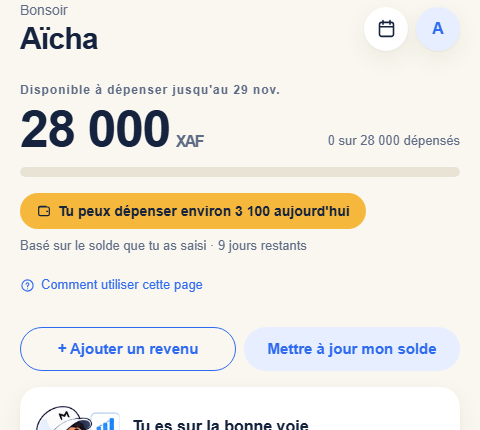 Bonsoir
Aïcha
A
Disponible à dépenser jusqu'au 29 nov.
28 000 XAF
0 sur 28 000 dépensés
Tu peux dépenser environ 3 100 aujourd'hui
Basé sur le solde que tu as saisi · 9 jours restants
Comment utiliser cette page
+ Ajouter un revenu
Mettre à jour mon solde
Tu es sur la bonne voie